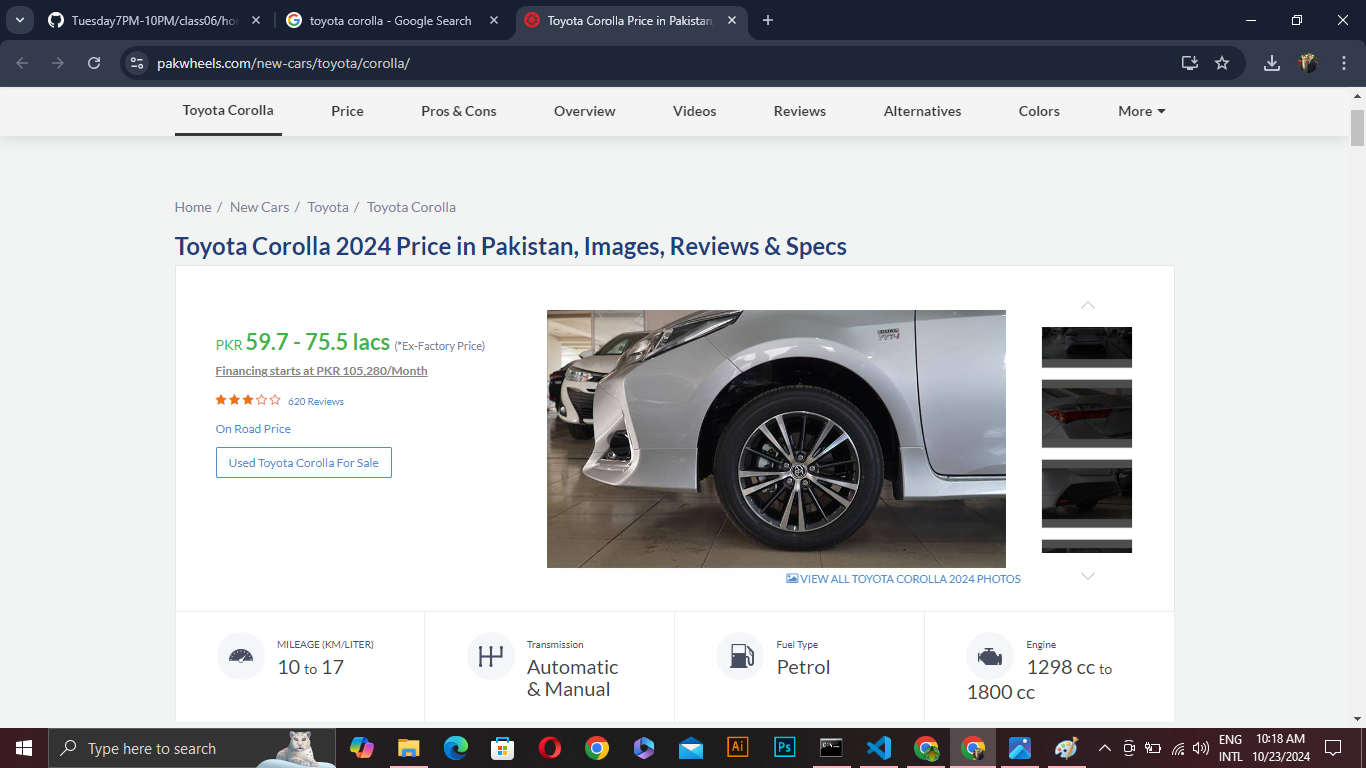 Tuesday7PM-10PM/class06/hor
toyota corolla - Google Search
Toyota Corolla Price in Pakistan,
pakwheels.com/new-cars/toyota/corolla/
Toyota Corolla Price Pros & Cons Overview Videos Reviews Alternatives Colors More
Home / New Cars / Toyota / Toyota Corolla
Toyota Corolla 2024 Price in Pakistan, Images, Reviews & Specs
PKR 59.7 - 75.5 lacs (*Ex-Factory Price)
Financing starts at PKR 105,280/Month
620 Reviews
On Road Price
Used Toyota Corolla For Sale
DUAL
VVT-i
VIEW ALL TOYOTA COROLLA 2024 PHOTOS
MILEAGE (KM/LITER)
10 to 17
Transmission
Automatic
& Manual
Fuel Type
Petrol
Engine
1298 cc to
1800 cc
Type here to search
Ai
Ps
ENG
INTL
10:18 AM
10/23/2024